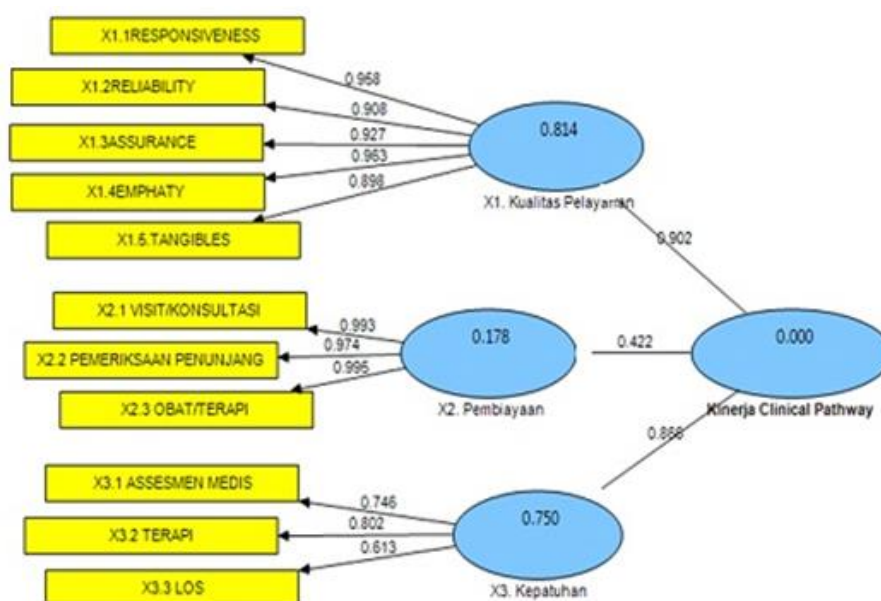 X1.1RESPONSIVENESS
0.958
X1.2RELIABILITY
0.908
0.814
X1.3ASSURANCE
0.927
0.963
X1.4EMPHATY
0.898
X1. Kualitas Pelayanan
X1.5.TANGIBLES
0.902
X2.1 VISIT/KONSULTASI
0.993
0.178
0.000
X2.2 PEMERIKSAAN PENUNJANG
0.974
0.422
0.995
X2.3 OBAT/TERAPI
X2. Pembiayaan
Kinerja Clinical Pathway
0.866
X3.1 ASSESMEN MEDIS
0.746
0.750
X3.2 TERAPI
0.802
0.613
X3.3 LOS
X3. Kepatuhan